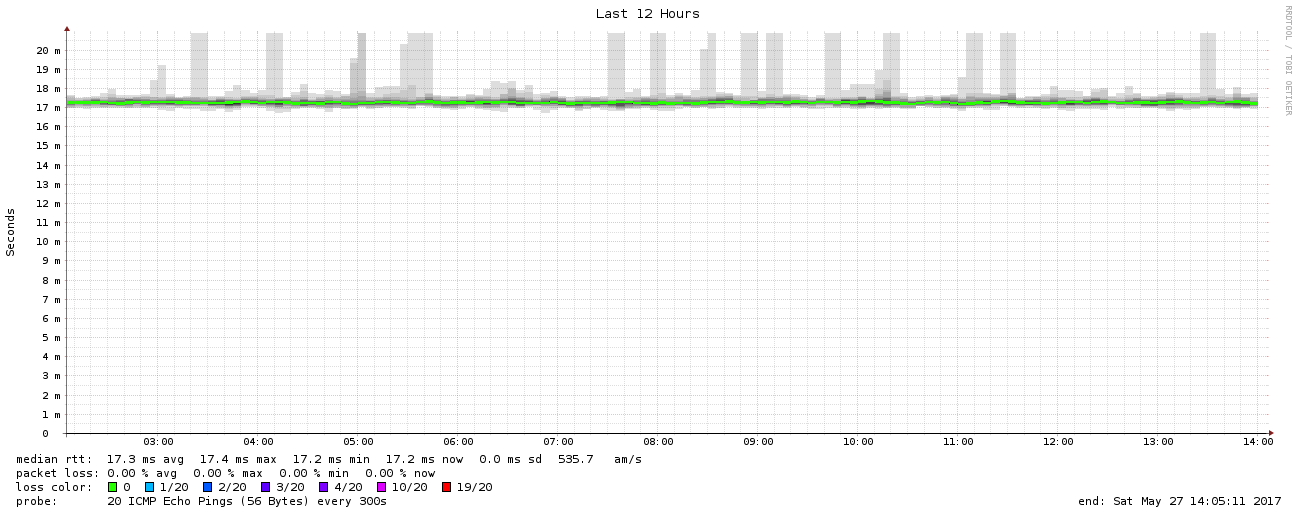 Last 12 Hours
RRDTOOL / TOBI OETIKER
Seconds
20 m
19 m
18 m
17 m
16 m
15 m
14 m
13 m
12 m
11 m
10 m
9 m
8 m
7 m
6 m
5 m
4 m
3 m
2 m
1 m
0
03:00 04:00 05:00 06:00 07:00 08:00 09:00 10:00 11:00 12:00 13:00 14:00
median rtt: 17.3 ms avg 17.4 ms max 17.2 ms min 17.2 ms now 0.0 ms sd 535.7 am/s
packet loss: 0.00 % avg 0.00 % max 0.00 % min 0.00 % now
loss color: 0 1/20 2/20 3/20 4/20 10/20 19/20
probe: 20 ICMP Echo Pings (56 Bytes) every 300s end: Sat May 27 14:05:11 2017